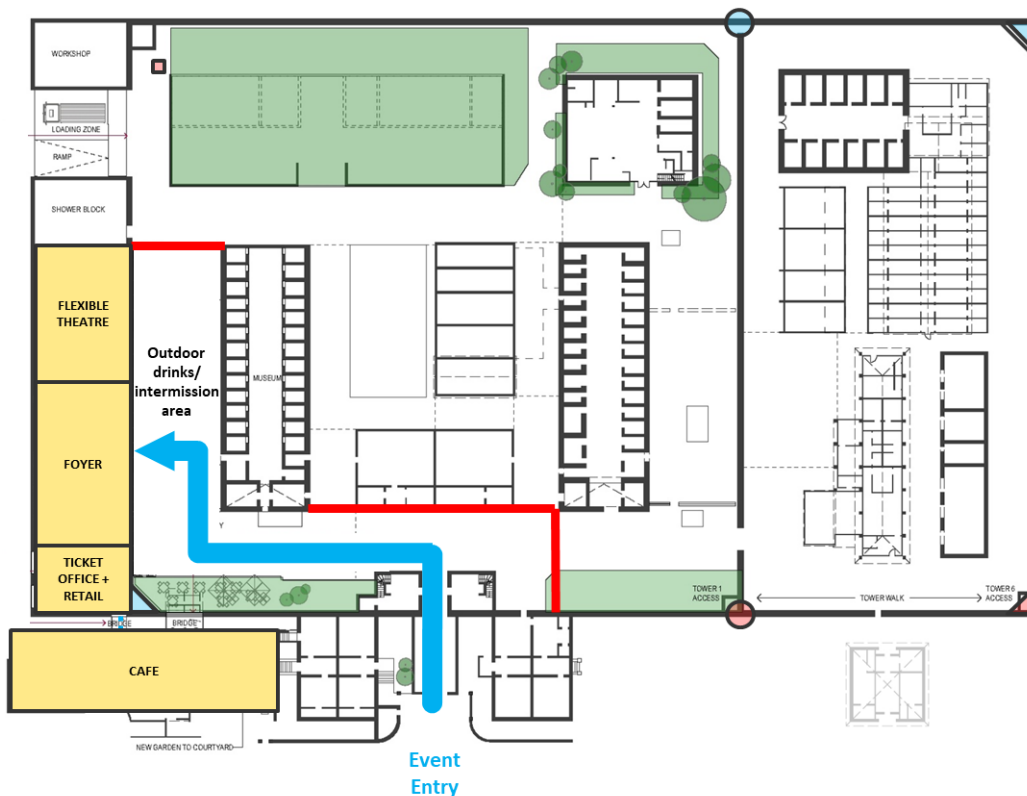 WORKSHOP
LOADING ZONE
RAMP
SHOWER BLOCK
FLEXIBLE
THEATRE
Outdoor
drinks/
intermission
area
MUSEUM
FOYER
Y
TICKET
OFFICE +
RETAIL
TOWER 1
ACCESS
TOWER WALK
TOWER 6
ACCESS
BRIDGE
BRIDGE
CAFE
NEW GARDEN TO COURTYARD
Event
Entry